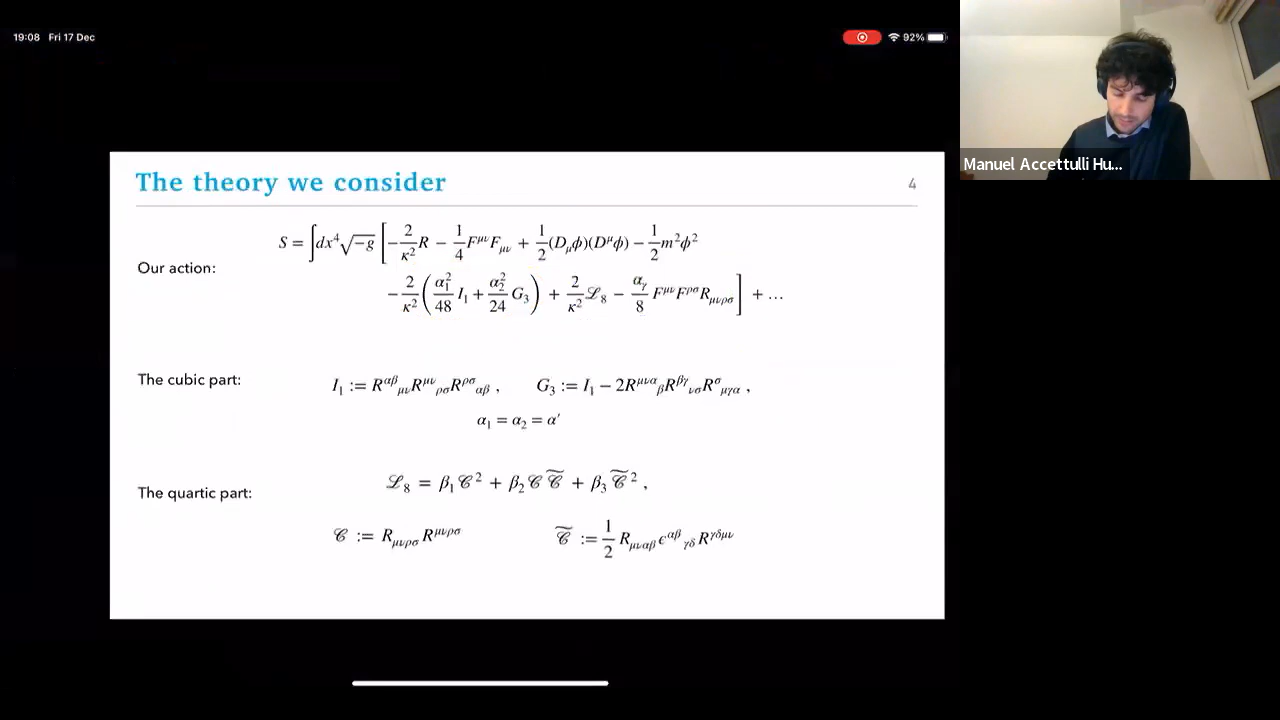 19:08 Fri 17 Dec
92%
Manuel Accettulli Hu...
The theory we consider
4
Our action:
S = ∫dx⁴√−g [ −2/κ² R − 1/4 F^{μν}F_{μν} + 1/2 (D_μϕ)(D^μϕ) − 1/2 m²ϕ²
−2/κ² ( α₁²/48 I₁ + α₂²/24 G₃ ) + 2/κ² ℒ₈ − α_γ/8 F^{μν}F^{ρσ}R_{μνρσ} ] + …
The cubic part:
I₁ := R^{αβ}_{μν}R^{μν}_{ρσ}R^{ρσ}_{αβ} , G₃ := I₁ − 2R^{μνα}_β R^{βγ}_{νσ}R^σ_{μγα} ,
α₁ = α₂ = α′
The quartic part:
ℒ₈ = β₁𝒞² + β₂𝒞𝒞̃ + β₃𝒞̃² ,
𝒞 := R_{μνρσ}R^{μνρσ} 𝒞̃ := 1/2 R_{μναβ}ϵ^{αβ}_{γδ}R^{γδμν}